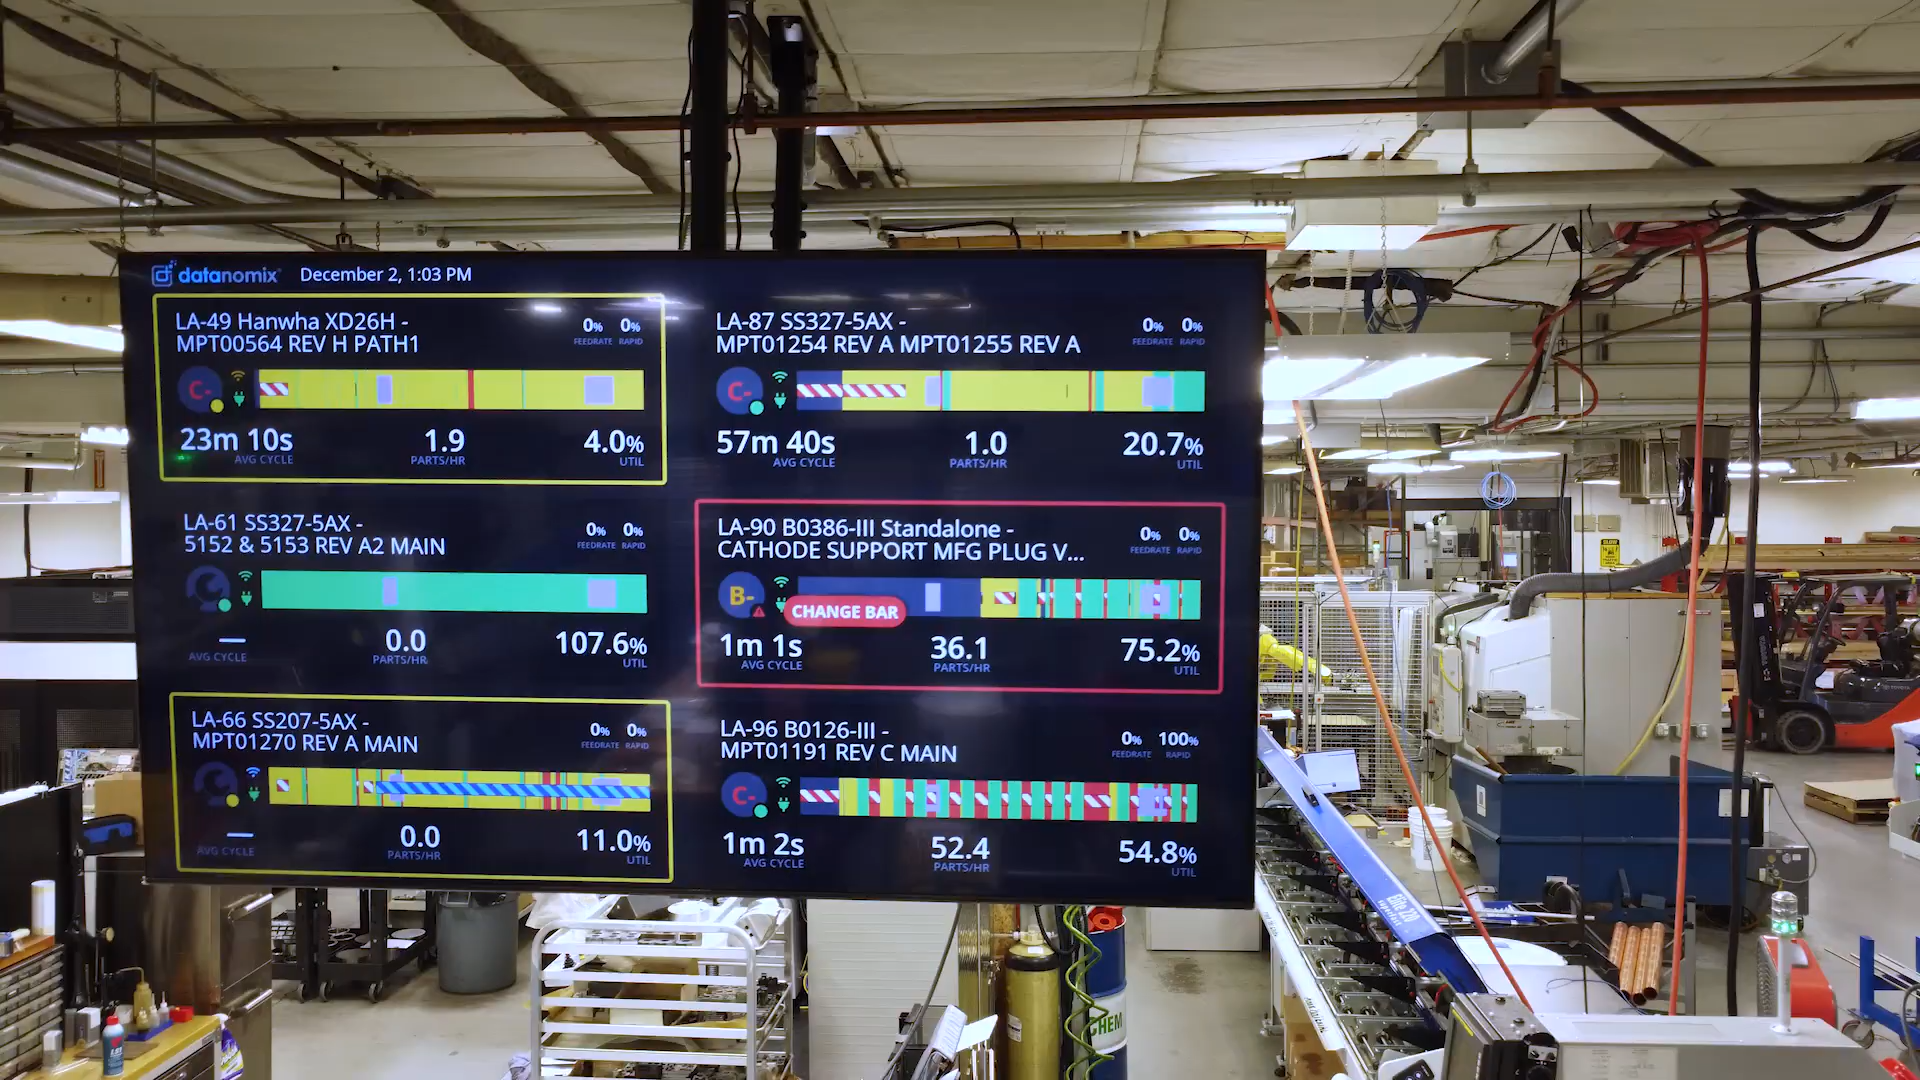 datanomix December 2, 1:03 PM
LA-49 Hanwha XD26H -
MPT00564 REV H PATH1
0% 0%
FEEDRATE RAPID
C-
23m 10s 1.9 4.0%
AVG CYCLE PARTS/HR UTIL
LA-87 SS327-5AX -
MPT01254 REV A MPT01255 REV A
0% 0%
FEEDRATE RAPID
C-
57m 40s 1.0 20.7%
AVG CYCLE PARTS/HR UTIL
LA-61 SS327-5AX -
5152 & 5153 REV A2 MAIN
0% 0%
FEEDRATE RAPID
— 0.0 107.6%
AVG CYCLE PARTS/HR UTIL
LA-90 B0386-III Standalone -
CATHODE SUPPORT MFG PLUG V...
0% 0%
FEEDRATE RAPID
B-
CHANGE BAR
1m 1s 36.1 75.2%
AVG CYCLE PARTS/HR UTIL
LA-66 SS207-5AX -
MPT01270 REV A MAIN
0% 0%
FEEDRATE RAPID
— 0.0 11.0%
AVG CYCLE PARTS/HR UTIL
LA-96 B0126-III -
MPT01191 REV C MAIN
0% 100%
FEEDRATE RAPID
C-
1m 2s 52.4 54.8%
AVG CYCLE PARTS/HR UTIL
Elite 220
CHEM